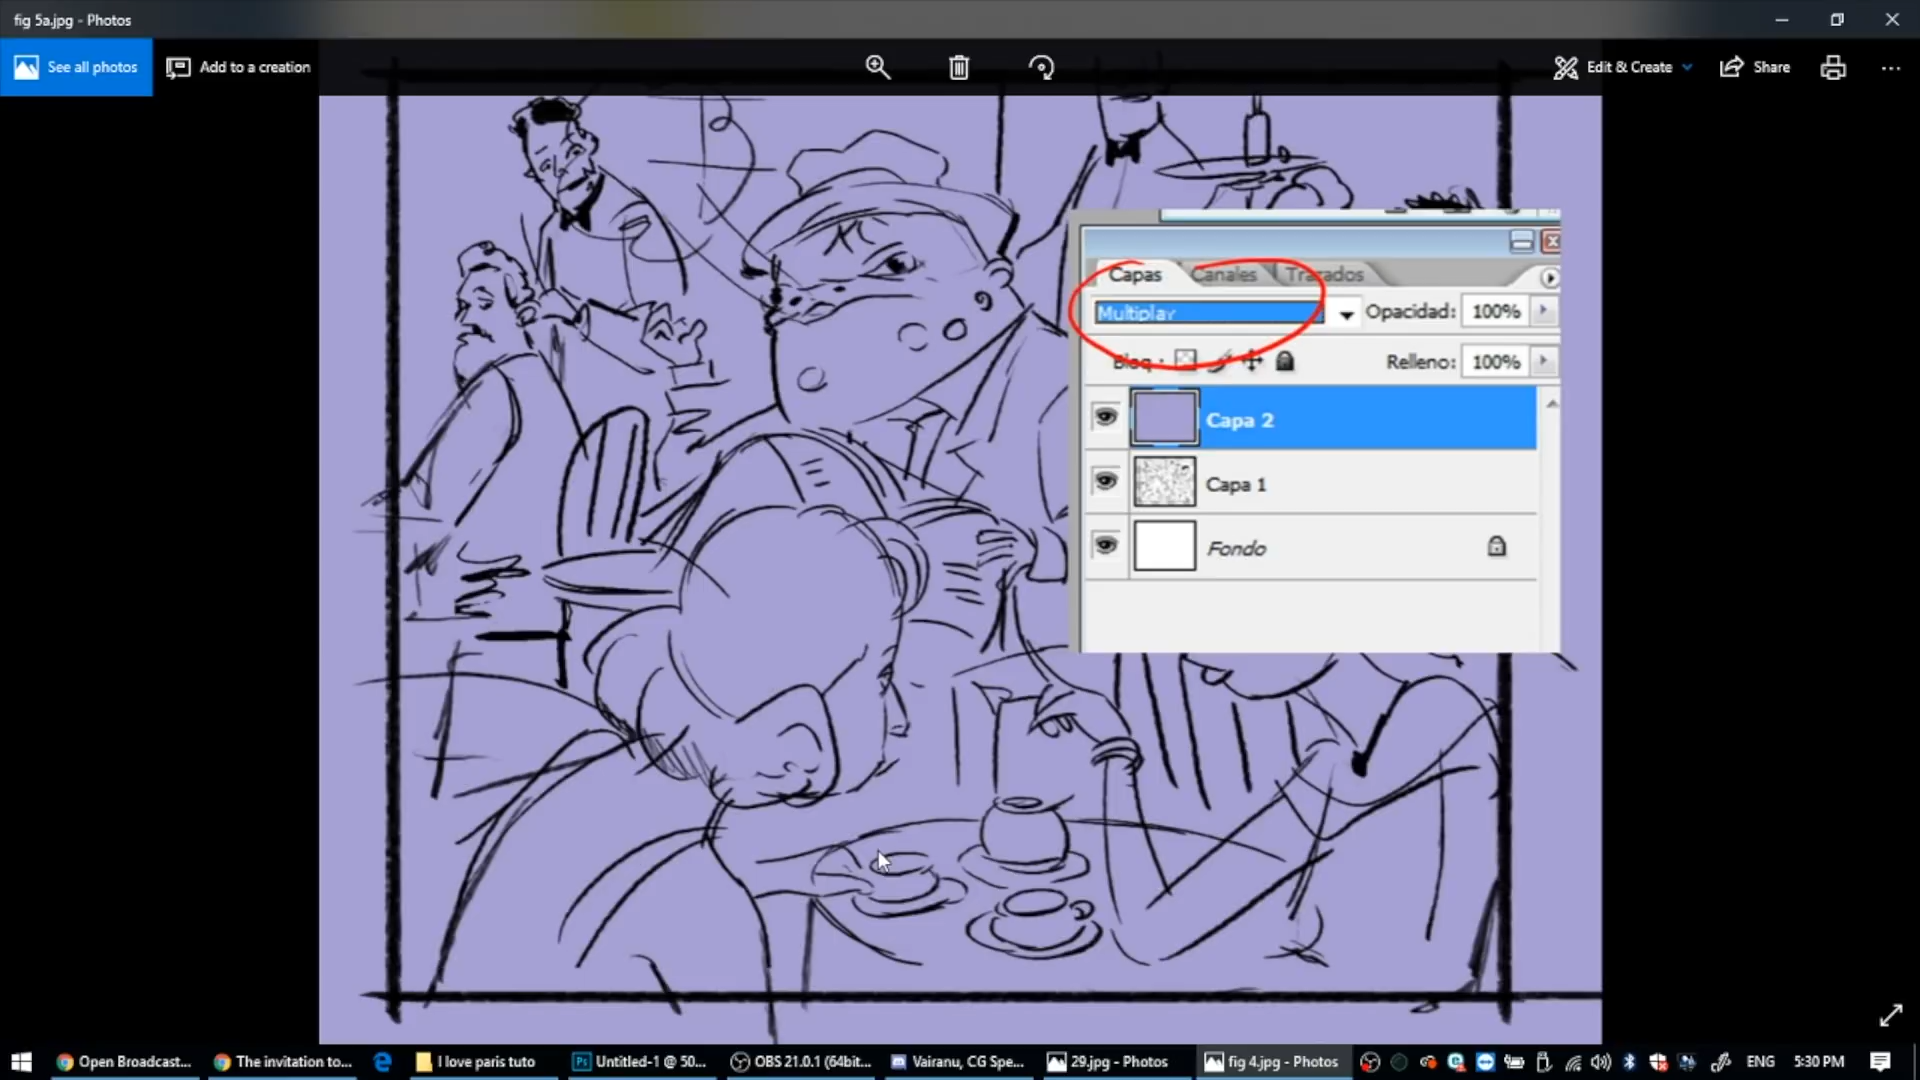 fig 5a.jpg - Photos
See all photos
Add to a creation
Edit & Create
Share
Capas
Canales
Trazados
Multiplay
Opacidad:
100%
Bloq.:
Relleno:
100%
Capa 2
Capa 1
Fondo
Open Broadcast...
The invitation to...
I love paris tuto
Ps
Untitled-1 @ 50...
OBS 21.0.1 (64bit...
Vairanu, CG Spe...
29.jpg - Photos
fig 4.jpg - Photos
ENG
5:30 PM